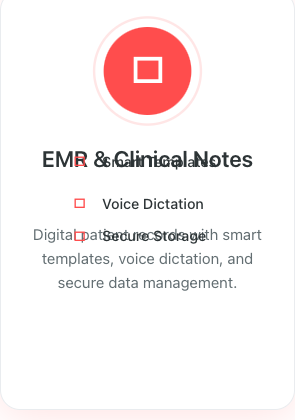 EMR & Clinical Notes
Smart Templates
Voice Dictation
Digital patient records with smart
Secure Storage
templates, voice dictation, and
secure data management.